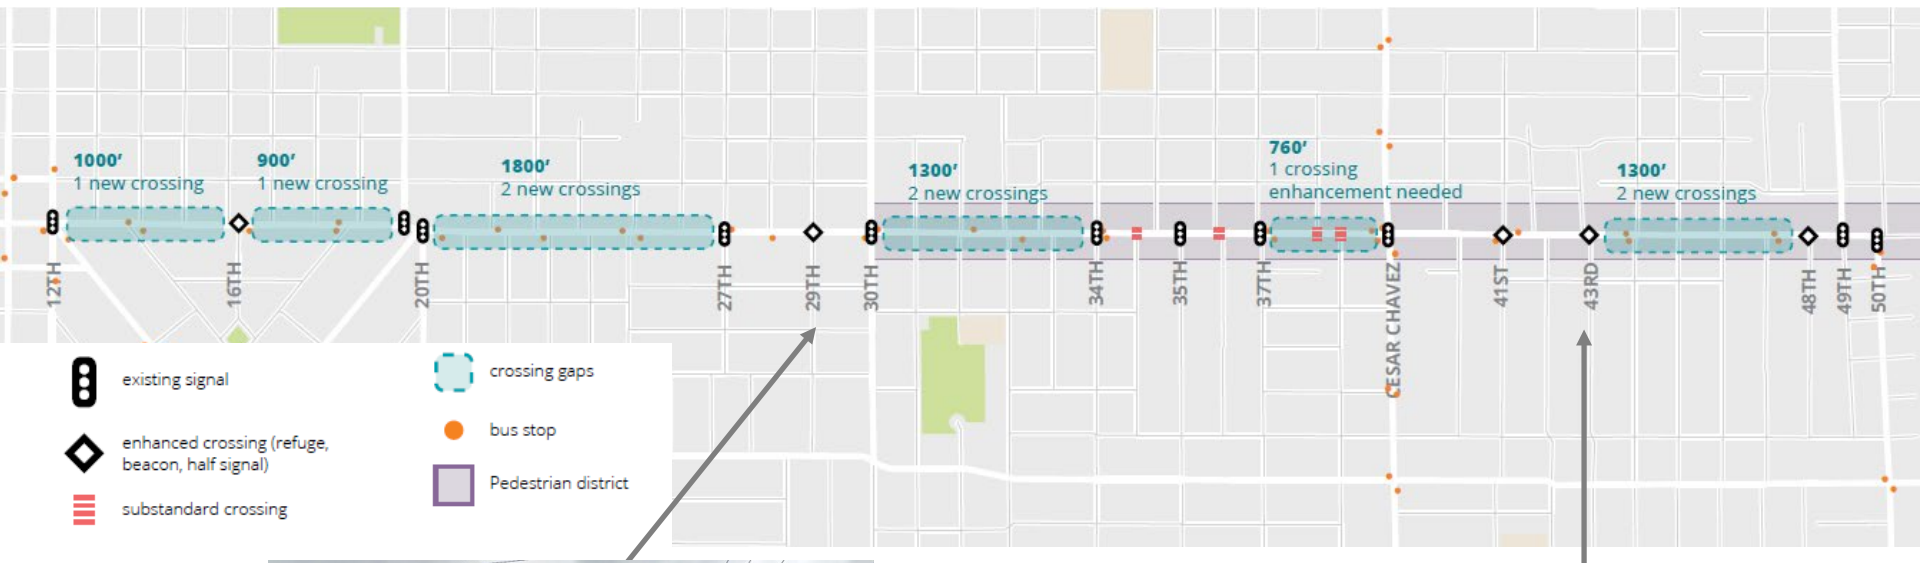 1000'
1 new crossing
900'
1 new crossing
1800'
2 new crossings
1300'
2 new crossings
760'
1 crossing
enhancement needed
1300'
2 new crossings
12TH
16TH
20TH
27TH
29TH
30TH
34TH
35TH
37TH
CESAR CHAVEZ
41ST
43RD
48TH
49TH
50TH
existing signal
enhanced crossing (refuge,
beacon, half signal)
substandard crossing
crossing gaps
bus stop
Pedestrian district